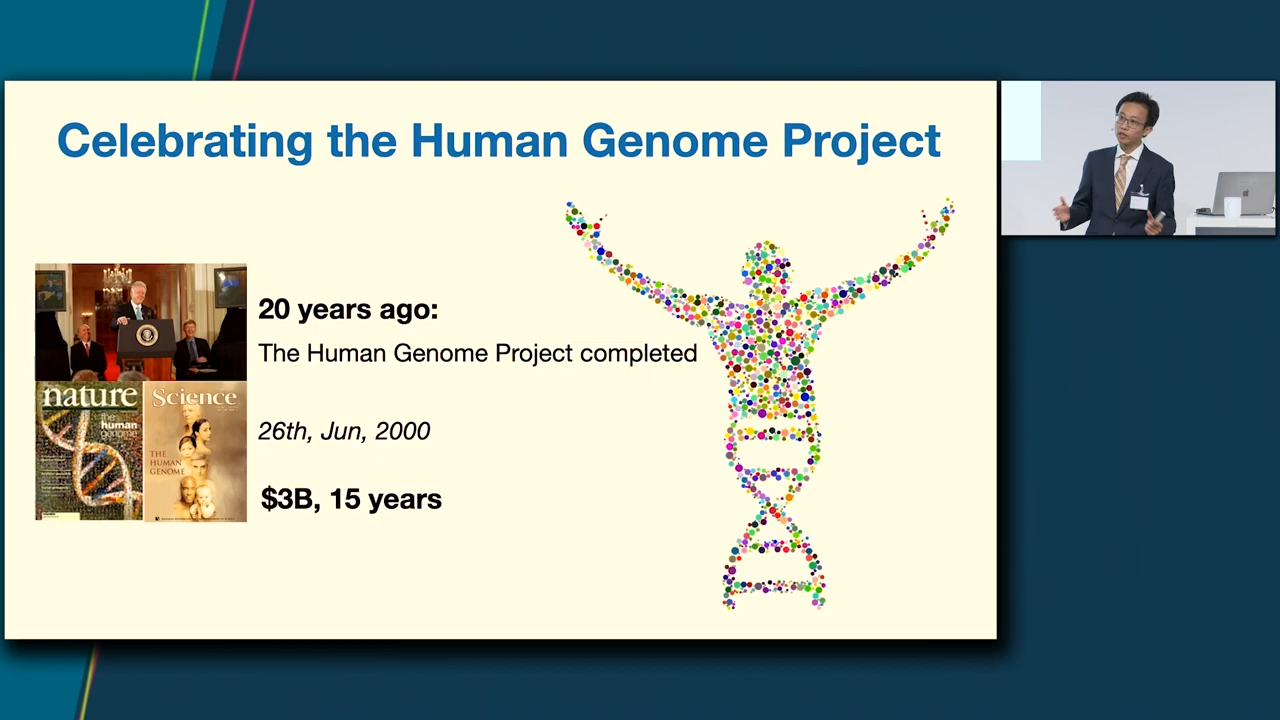 Celebrating the Human Genome Project
20 years ago:
The Human Genome Project completed
26th, Jun, 2000
$3B, 15 years
nature
the
human
genome
Science
THE
HUMAN
GENOME